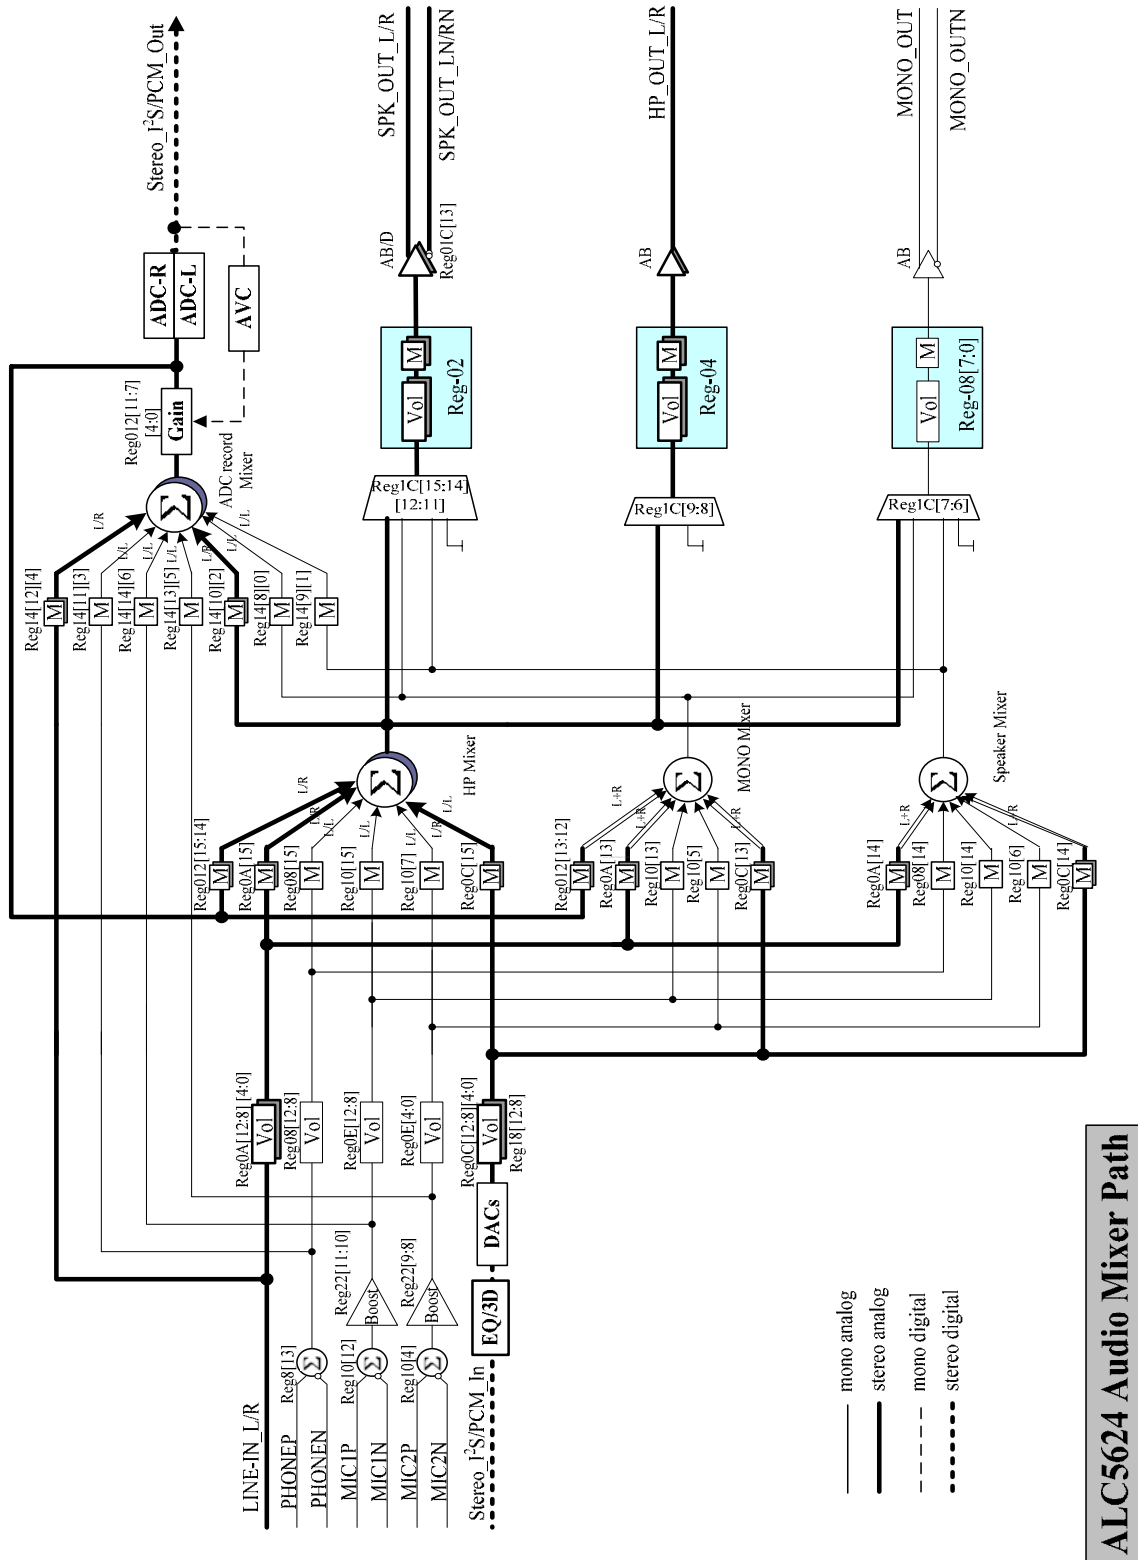 LINE-IN_L/R
PHONEP
PHONEN
MIC1P
MIC1N
MIC2P
MIC2N
Stereo_I²S/PCM_In
Reg8[13]
Σ
Reg10[12]
Σ
Reg10[4]
Σ
Reg22[11:10]
Boost
Reg22[9:8]
Boost
EQ/3D
DACs
Reg0A[12:8][4:0]
Vol
Reg08[12:8]
Vol
Reg0E[12:8]
Vol
Reg0E[4:0]
Vol
Reg0C[12:8][4:0]
Vol
Reg18[12:8]
Reg012[15:14]
M
Reg0A[15]
M
Reg08[15]
M
Reg10[15]
M
Reg10[7]
M
Reg0C[15]
M
L/R
L/R
L/L
L/L
L/L
L/R
L/L
Σ
HP Mixer
Reg012[13:12]
M
Reg0A[13]
M
Reg10[13]
M
Reg10[5]
M
Reg0C[13]
M
L+R
L+R
L+R
Σ
MONO Mixer
Reg0A[14]
M
Reg08[14]
M
Reg10[14]
M
Reg10[6]
M
Reg0C[14]
M
L+R
L+R
Σ
Speaker Mixer
Reg14[12][4]
M
Reg14[11][3]
M
Reg14[14][6]
M
Reg14[13][5]
M
Reg14[10][2]
M
Reg14[8][0]
M
Reg14[9][1]
M
L/R
L/L
L/L
L/L
L/R
L/L
L/L
Σ
ADC record
Mixer
Reg012[11:7]
[4:0]
Gain
ADC-R
ADC-L
AVC
Stereo_I²S/PCM_Out
Reg1C[15:14]
[12:11]
Vol
M
Reg-02
AB/D
Reg01C[13]
SPK_OUT_L/R
SPK_OUT_LN/RN
Reg1C[9:8]
Vol
M
Reg-04
AB
HP_OUT_L/R
Reg1C[7:6]
Vol
M
Reg-08[7:0]
AB
MONO_OUT
MONO_OUTN
mono analog
stereo analog
mono digital
stereo digital
ALC5624 Audio Mixer Path